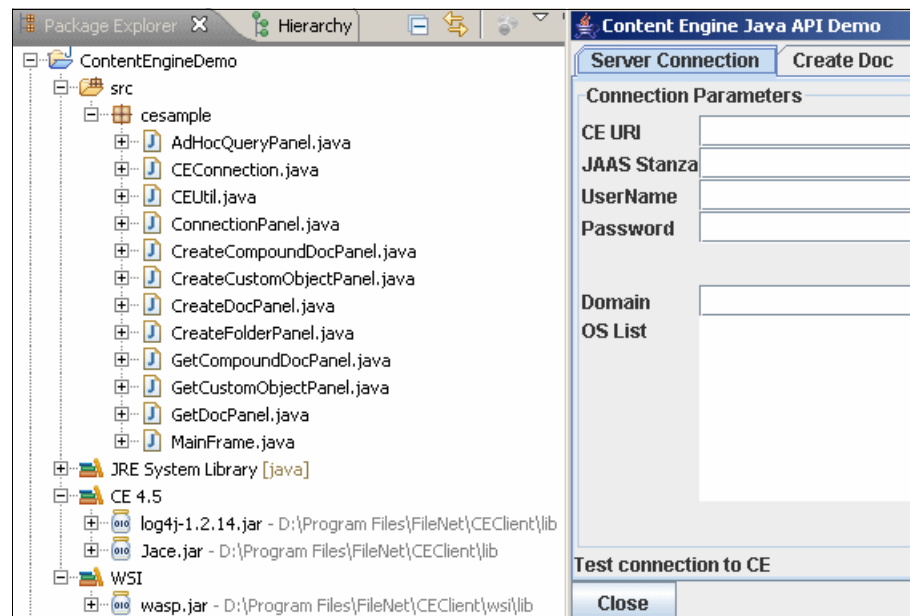 Package Explorer
Hierarchy
ContentEngineDemo
src
cesample
AdHocQueryPanel.java
CEConnection.java
CEUtil.java
ConnectionPanel.java
CreateCompoundDocPanel.java
CreateCustomObjectPanel.java
CreateDocPanel.java
CreateFolderPanel.java
GetCompoundDocPanel.java
GetCustomObjectPanel.java
GetDocPanel.java
MainFrame.java
JRE System Library [java]
CE 4.5
log4j-1.2.14.jar - D:\Program Files\FileNet\CEClient\lib
Jace.jar - D:\Program Files\FileNet\CEClient\lib
WSI
wasp.jar - D:\Program Files\FileNet\CEClient\wsi\lib
Content Engine Java API Demo
Server Connection
Create Doc
Connection Parameters
CE URI
JAAS Stanza
UserName
Password
Domain
OS List
Test connection to CE
Close